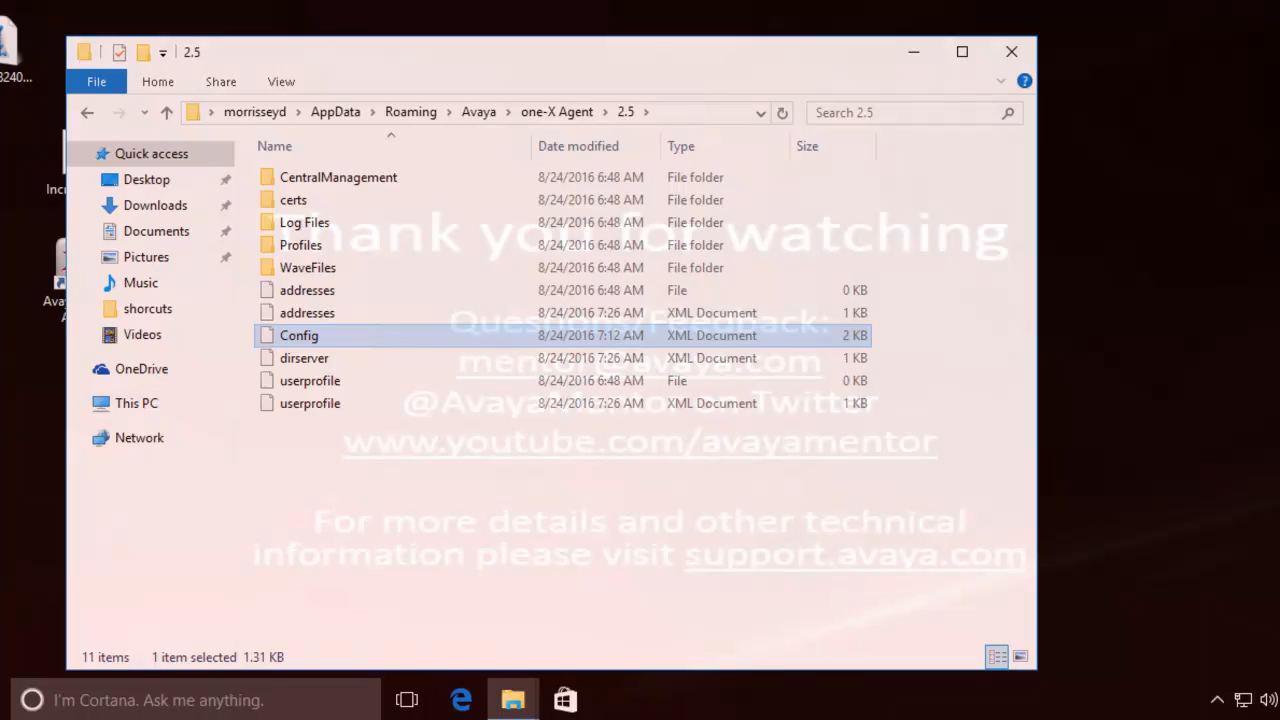 3240...
Incr
Ava
A
2.5
File Home Share View
morrisseyd AppData Roaming Avaya one-X Agent 2.5
Search 2.5
Name Date modified Type Size
Quick access
Desktop
Downloads
Documents
Pictures
Music
shorcuts
Videos
OneDrive
This PC
Network
CentralManagement 8/24/2016 6:48 AM File folder
certs 8/24/2016 6:48 AM File folder
Log Files 8/24/2016 6:48 AM File folder
Profiles 8/24/2016 6:48 AM File folder
WaveFiles 8/24/2016 6:48 AM File folder
addresses 8/24/2016 6:48 AM File 0 KB
addresses 8/24/2016 7:26 AM XML Document 1 KB
Config 8/24/2016 7:12 AM XML Document 2 KB
dirserver 8/24/2016 7:26 AM XML Document 1 KB
userprofile 8/24/2016 6:48 AM File 0 KB
userprofile 8/24/2016 7:26 AM XML Document 1 KB
Thank you for watching
Questions/Feedback:
mentor@avaya.com
@AvayaMentor on Twitter
www.youtube.com/avayamentor
For more details and other technical
information please visit support.avaya.com
11 items 1 item selected 1.31 KB
I'm Cortana. Ask me anything.